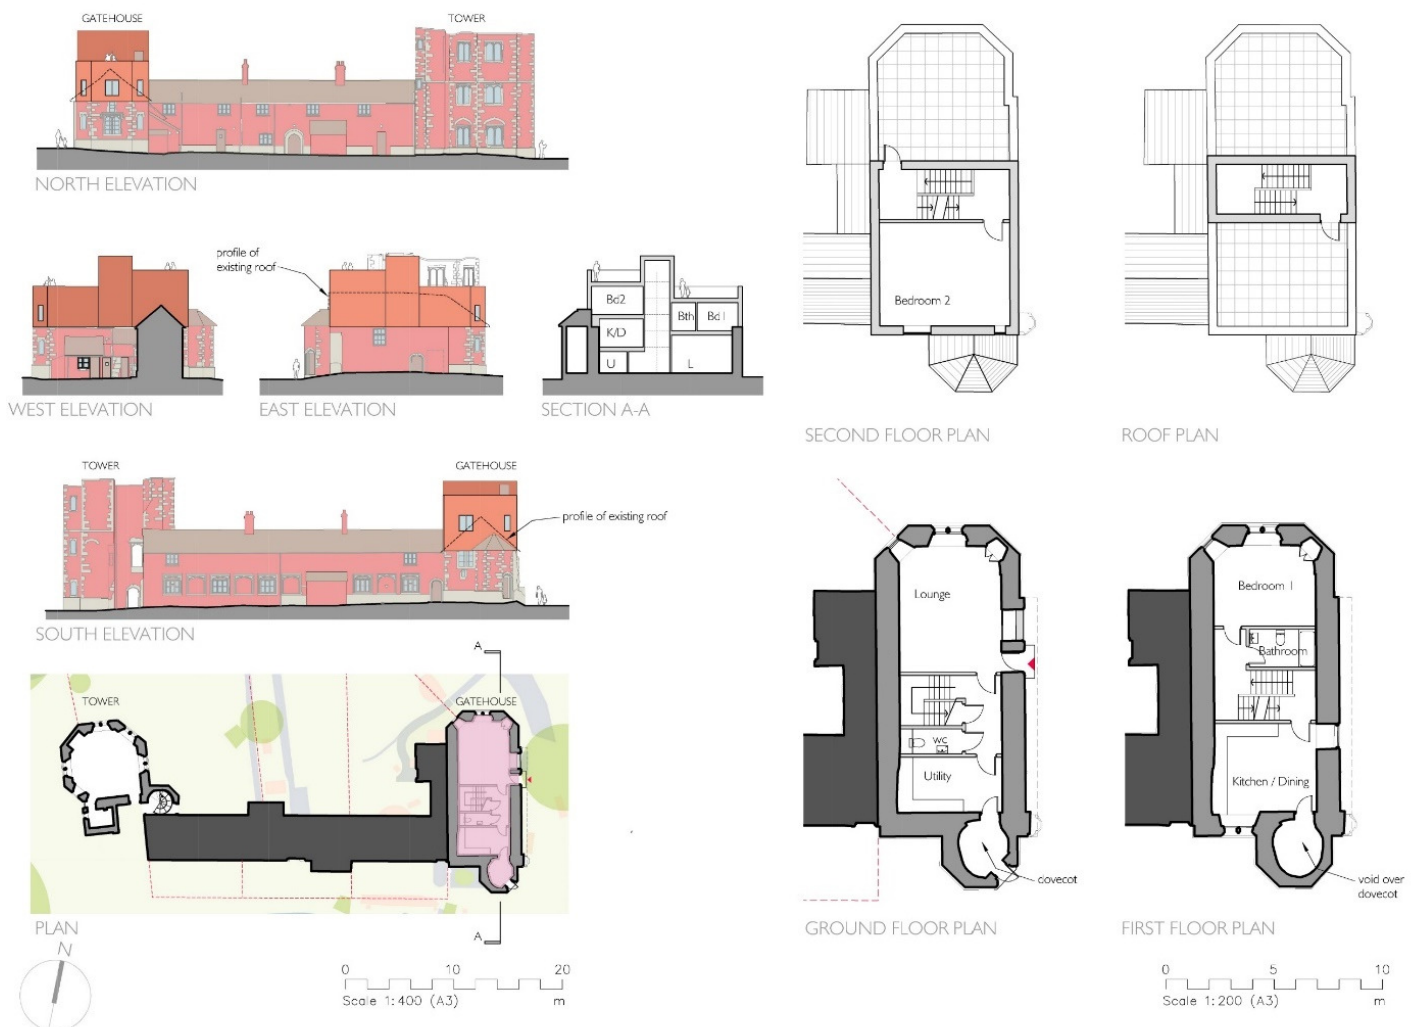 GATEHOUSE
TOWER
NORTH ELEVATION
profile of
existing roof
Bd2
Bth
Bd1
K/D
U
L
WEST ELEVATION
EAST ELEVATION
SECTION A-A
TOWER
GATEHOUSE
profile of existing roof
SOUTH ELEVATION
A
TOWER
GATEHOUSE
PLAN
A
N
0
10
20
Scale 1:400 (A3)
m
Bedroom 2
SECOND FLOOR PLAN
ROOF PLAN
Lounge
WC
Utility
dovecot
GROUND FLOOR PLAN
Bedroom 1
Bathroom
Kitchen / Dining
void over
dovecot
FIRST FLOOR PLAN
0
5
10
Scale 1:200 (A3)
m